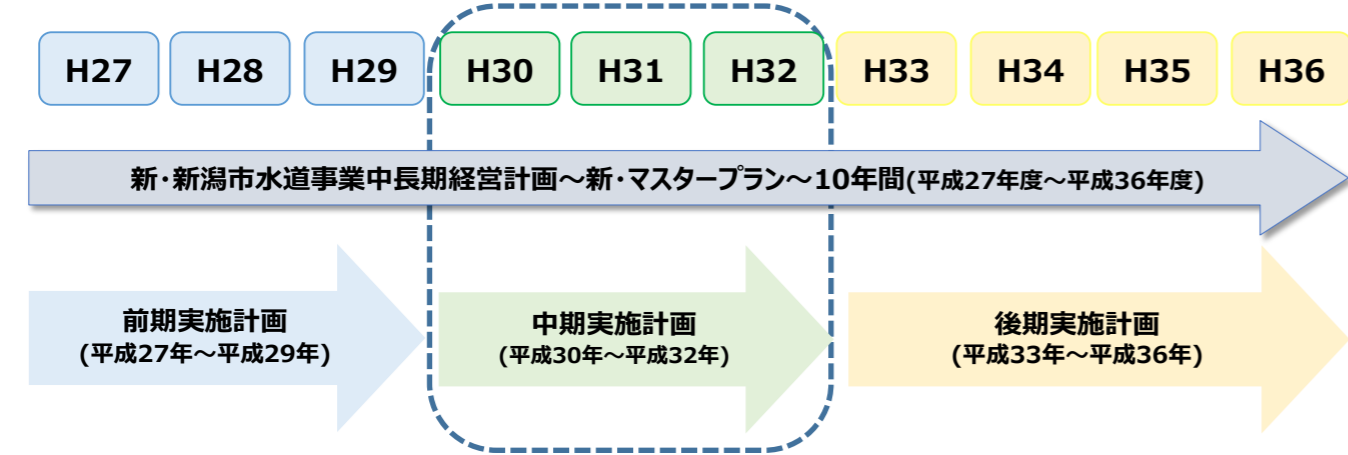 H27 H28 H29 H30 H31 H32 H33 H34 H35 H36
新・新潟市水道事業中長期経営計画～新・マスタープラン～10年間(平成27年度～平成36年度)
前期実施計画
(平成27年～平成29年)
中期実施計画
(平成30年～平成32年)
後期実施計画
(平成33年～平成36年)